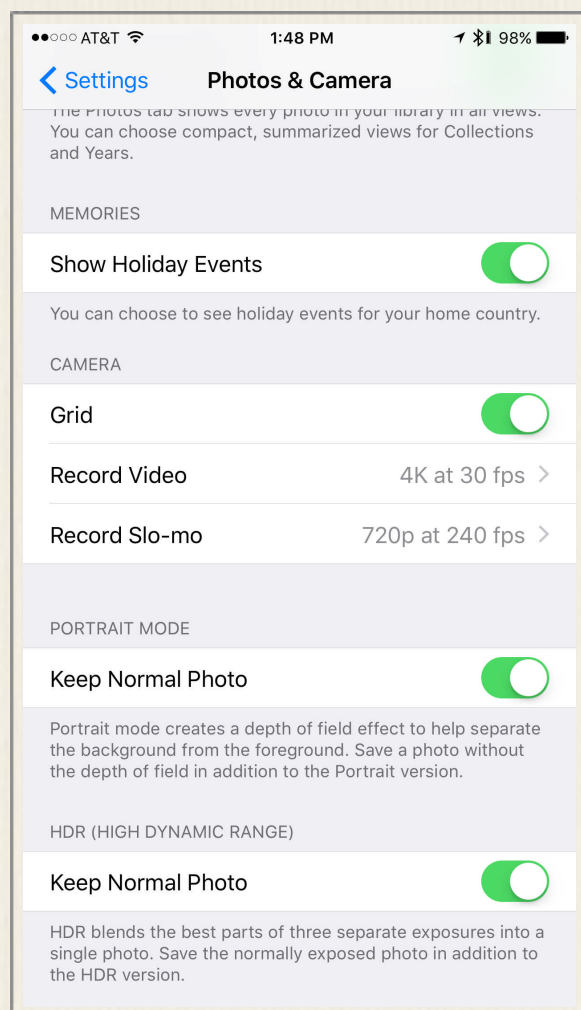 AT&T 1:48 PM 98%
Settings Photos & Camera
The Photos tab shows every photo in your library in all views.
You can choose compact, summarized views for Collections
and Years.
MEMORIES
Show Holiday Events
You can choose to see holiday events for your home country.
CAMERA
Grid
Record Video 4K at 30 fps
Record Slo-mo 720p at 240 fps
PORTRAIT MODE
Keep Normal Photo
Portrait mode creates a depth of field effect to help separate
the background from the foreground. Save a photo without
the depth of field in addition to the Portrait version.
HDR (HIGH DYNAMIC RANGE)
Keep Normal Photo
HDR blends the best parts of three separate exposures into a
single photo. Save the normally exposed photo in addition to
the HDR version.